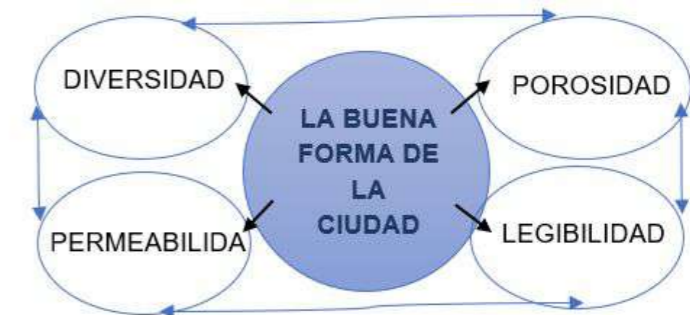 DIVERSIDAD
POROSIDAD
LA BUENA
FORMA DE
LA
CIUDAD
PERMEABILIDA
LEGIBILIDAD